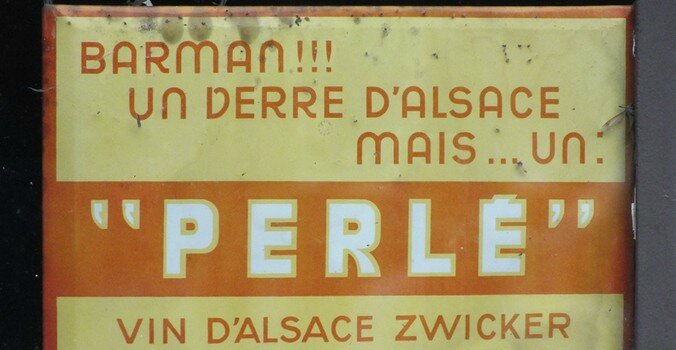 BARMAN!!!
UN VERRE D'ALSACE
MAIS...UN:
"PERLÉ"
VIN D'ALSACE ZWICKER